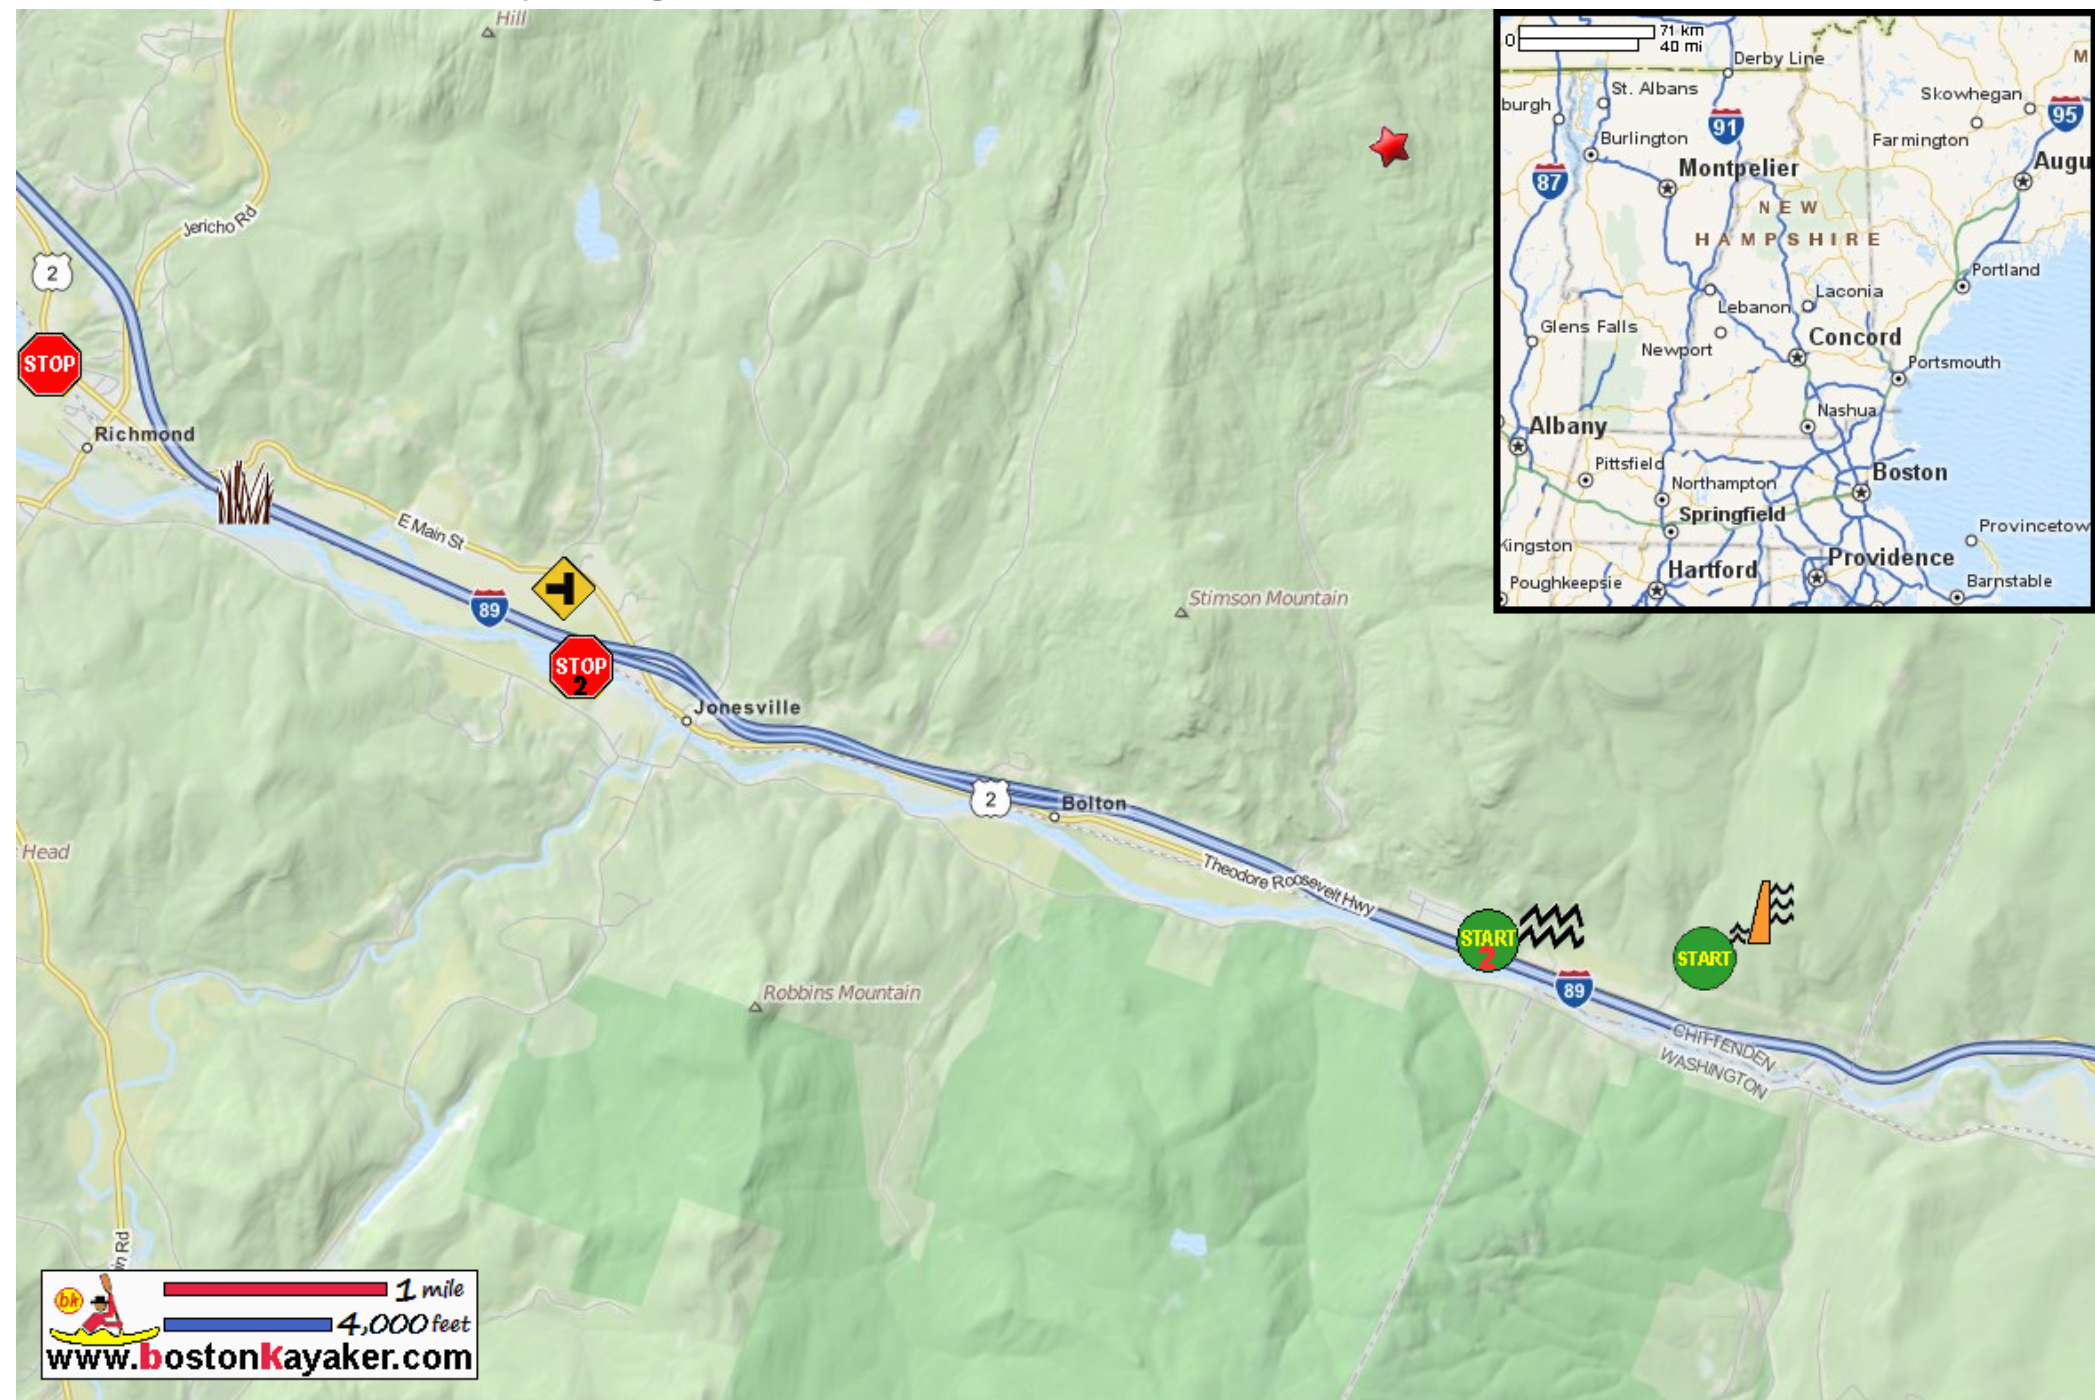 Hill
Jericho Rd
2
STOP
Richmond
E Main St
89
STOP
2
Jonesville
Stimson Mountain
2
Bolton
Theodore Roosevelt Hwy
START
2
START
89
CHITTENDEN
WASHINGTON
Head
Robbins Mountain
in Rd
bk
1 mile
4,000 feet
www.bostonkayaker.com
0
71 km
40 mi
Derby Line
M
burgh
St. Albans
Skowhegan
95
91
Burlington
Farmington
Montpelier
Augu
87
NEW
HAMPSHIRE
Portland
Lebanon
Laconia
Glens Falls
Newport
Concord
Portsmouth
Nashua
Albany
Pittsfield
Boston
Northampton
Springfield
Provincetow
Kingston
Providence
Poughkeepsie
Hartford
Barnstable